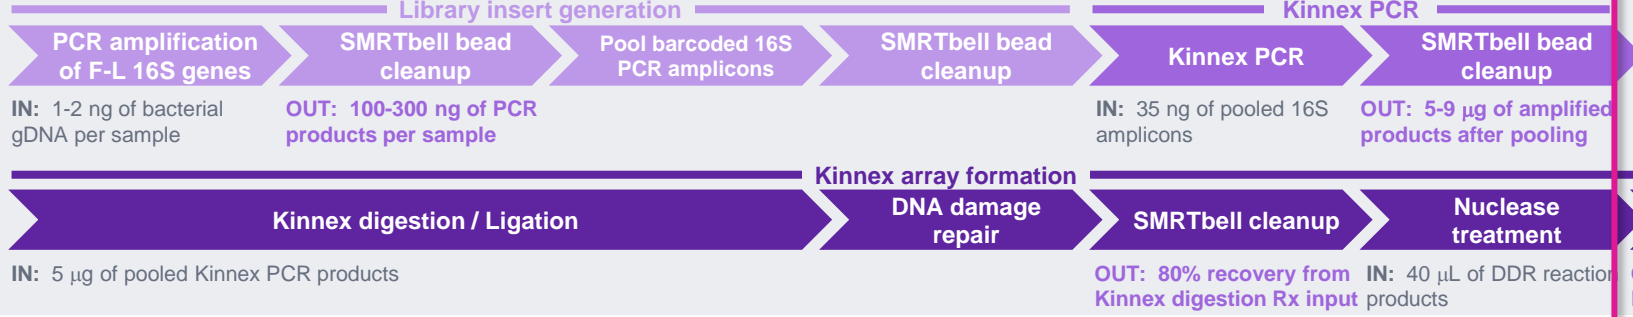 Library insert generation
Kinnex PCR
PCR amplification
of F-L 16S genes
SMRTbell bead
cleanup
Pool barcoded 16S
PCR amplicons
SMRTbell bead
cleanup
Kinnex PCR
SMRTbell bead
cleanup
IN: 1-2 ng of bacterial
gDNA per sample
OUT: 100-300 ng of PCR
products per sample
IN: 35 ng of pooled 16S
amplicons
OUT: 5-9 μg of amplified
products after pooling
Kinnex array formation
Kinnex digestion / Ligation
DNA damage
repair
SMRTbell cleanup
Nuclease
treatment
IN: 5 μg of pooled Kinnex PCR products
OUT: 80% recovery from
Kinnex digestion Rx input
IN: 40 μL of DDR reaction
products